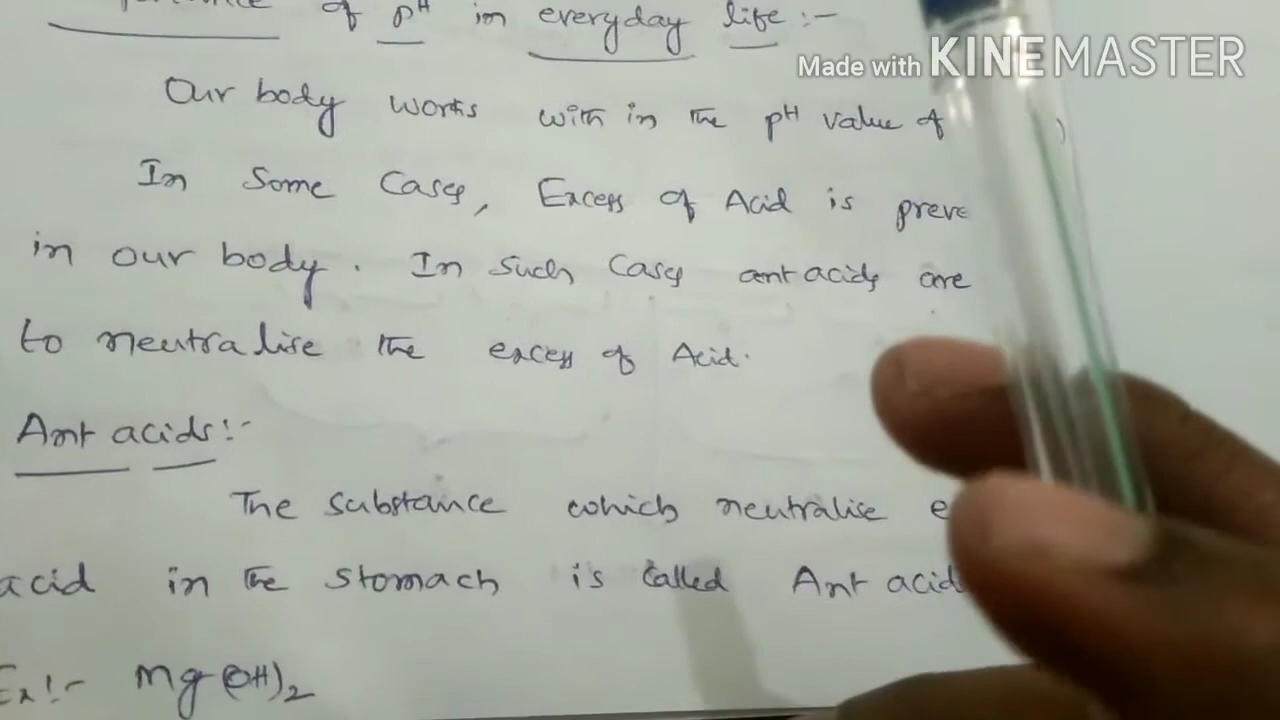 of pH in everyday life :-
Made with KINEMASTER
Our body works with in the pH value of
In Some Cases, Excess of Acid is preve
in our body. In such Cases ant acids are
to neutralise the excess of Acid.
Ant acids :-
The substance which neutralise e
acid in the stomach is called Ant acid
Ex :- Mg(OH)2